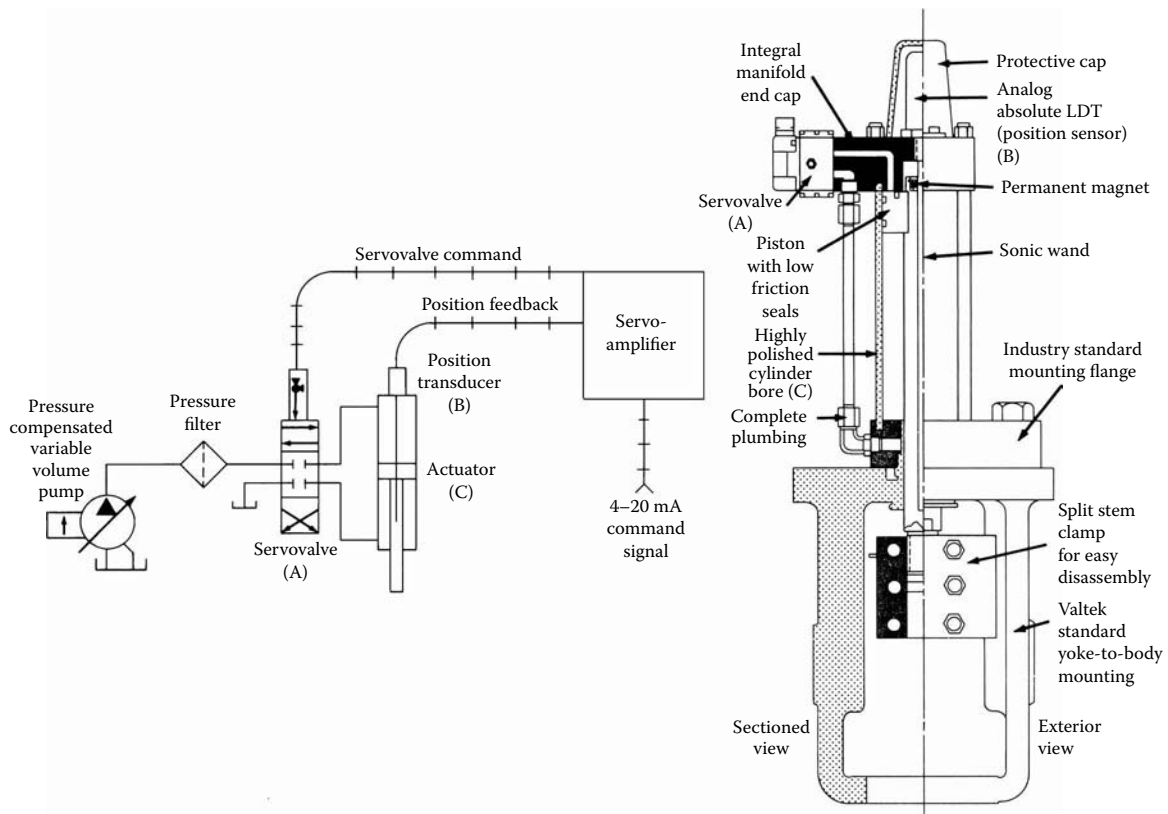 Servovalve command
Position feedback
Servo-
amplifier
Position
transducer
(B)
Pressure
compensated
variable
volume
pump
Pressure
filter
Actuator
(C)
Servovalve
(A)
4–20 mA
command
signal
Integral
manifold
end cap
Protective cap
Analog
absolute LDT
(position sensor)
(B)
Permanent magnet
Servovalve
(A)
Piston
with low
friction
seals
Sonic wand
Highly
polished
cylinder
bore (C)
Industry standard
mounting flange
Complete
plumbing
Split stem
clamp
for easy
disassembly
Valtek
standard
yoke-to-body
mounting
Sectioned
view
Exterior
view